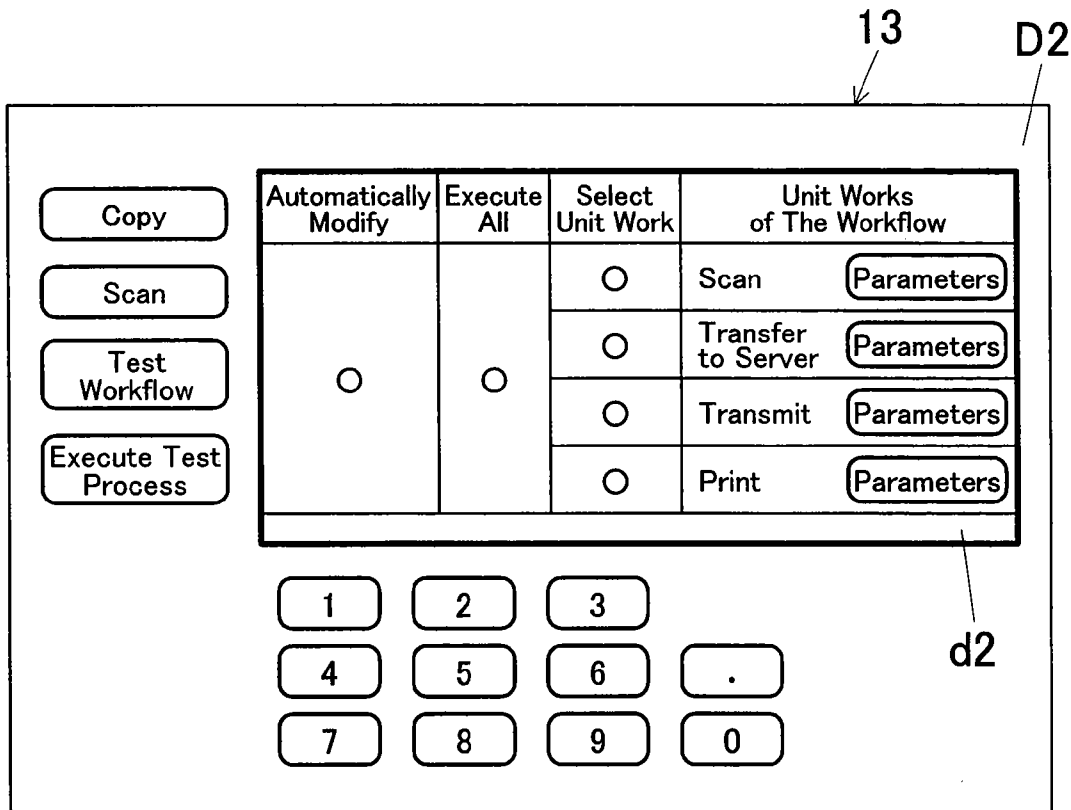 13
D2
Copy
Scan
Test
Workflow
Execute Test
Process
Automatically
Modify
Execute
All
Select
Unit Work
Unit Works
of The Workflow
Scan
Parameters
Transfer
to Server
Parameters
Transmit
Parameters
Print
Parameters
d2
1 2 3
4 5 6 .
7 8 9 0